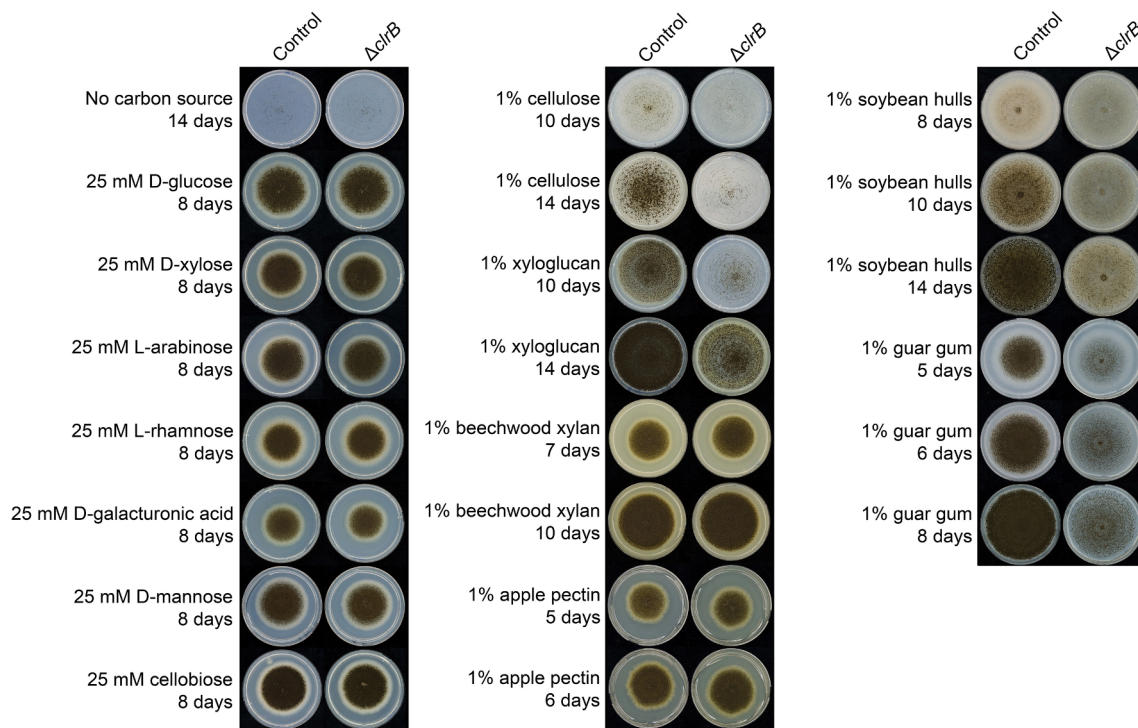 Control
ΔclrB
No carbon source
14 days
25 mM D-glucose
8 days
25 mM D-xylose
8 days
25 mM L-arabinose
8 days
25 mM L-rhamnose
8 days
25 mM D-galacturonic acid
8 days
25 mM D-mannose
8 days
25 mM cellobiose
8 days
Control
ΔclrB
1% cellulose
10 days
1% cellulose
14 days
1% xyloglucan
10 days
1% xyloglucan
14 days
1% beechwood xylan
7 days
1% beechwood xylan
10 days
1% apple pectin
5 days
1% apple pectin
6 days
Control
ΔclrB
1% soybean hulls
8 days
1% soybean hulls
10 days
1% soybean hulls
14 days
1% guar gum
5 days
1% guar gum
6 days
1% guar gum
8 days